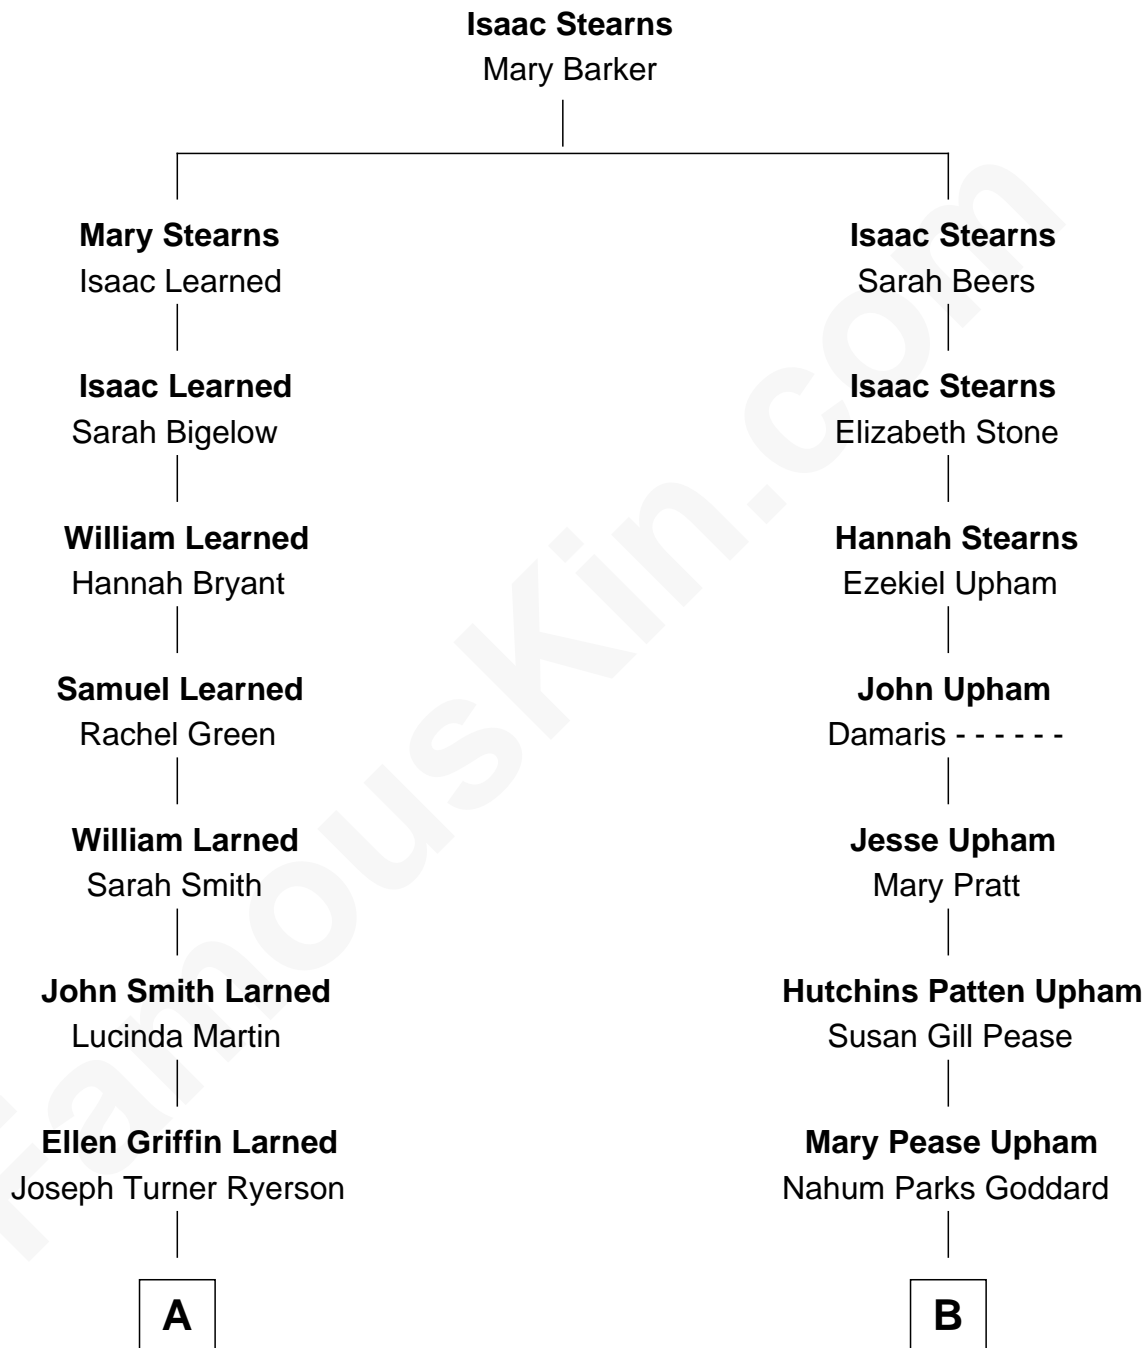 Isaac Stearns
Mary Barker
Mary Stearns
Isaac Learned
Isaac Stearns
Sarah Beers
Isaac Learned
Sarah Bigelow
Isaac Stearns
Elizabeth Stone
William Learned
Hannah Bryant
Hannah Stearns
Ezekiel Upham
Samuel Learned
Rachel Green
John Upham
Damaris - - - - - -
William Larned
Sarah Smith
Jesse Upham
Mary Pratt
John Smith Larned
Lucinda Martin
Hutchins Patten Upham
Susan Gill Pease
Ellen Griffin Larned
Joseph Turner Ryerson
Mary Pease Upham
Nahum Parks Goddard
A
B
FamousKin.com